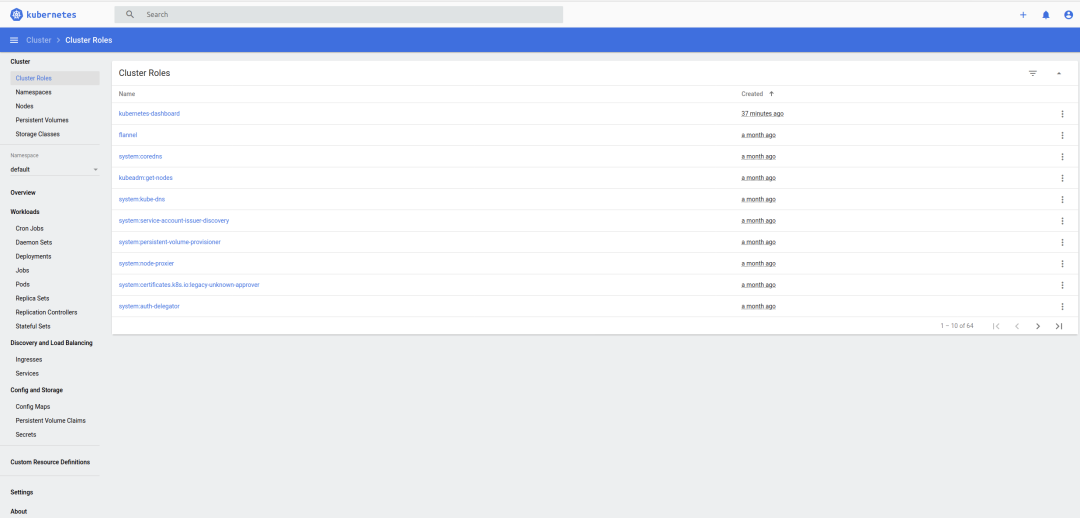 kubernetes
Search
Cluster > Cluster Roles
Cluster
Cluster Roles
Namespaces
Nodes
Persistent Volumes
Storage Classes
Namespace
default
Overview
Workloads
Cron Jobs
Daemon Sets
Deployments
Jobs
Pods
Replica Sets
Replication Controllers
Stateful Sets
Discovery and Load Balancing
Ingresses
Services
Config and Storage
Config Maps
Persistent Volume Claims
Secrets
Custom Resource Definitions
Settings
About
Cluster Roles
Name Created
kubernetes-dashboard 37 minutes ago
flannel a month ago
system:coredns a month ago
kubeadm:get-nodes a month ago
system:kube-dns a month ago
system:service-account-issuer-discovery a month ago
system:persistent-volume-provisioner a month ago
system:node-proxier a month ago
system:certificates.k8s.io:legacy-unknown-approver a month ago
system:auth-delegator a month ago
1 – 10 of 64